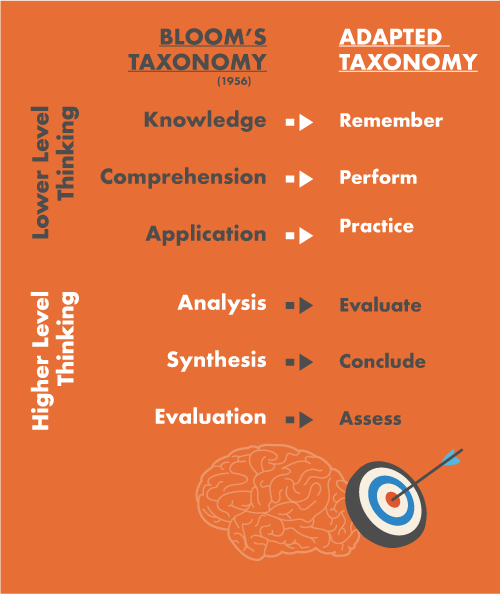 BLOOM'S
TAXONOMY
(1956)
ADAPTED
TAXONOMY
Lower Level
Thinking
Knowledge
Remember
Comprehension
Perform
Application
Practice
Higher Level
Thinking
Analysis
Evaluate
Synthesis
Conclude
Evaluation
Assess